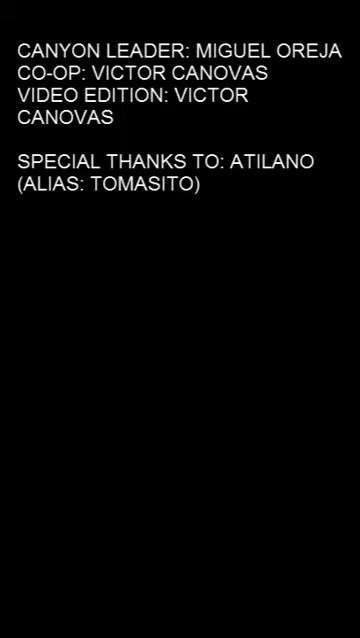 CANYON LEADER: MIGUEL OREJA
CO-OP: VICTOR CANOVAS
VIDEO EDITION: VICTOR
CANOVAS
SPECIAL THANKS TO: ATILANO
(ALIAS: TOMASITO)